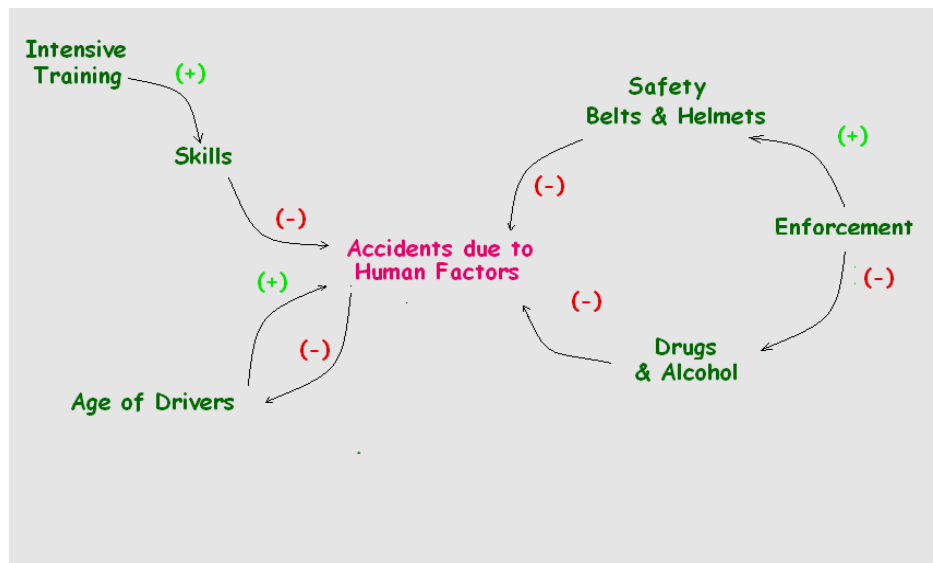 Intensive
Training
(+)
Skills
(-)
Safety
Belts & Helmets
(+)
(-)
Enforcement
(-)
Accidents due to
Human Factors
(+)
(-)
(-)
Drugs
& Alcohol
Age of Drivers